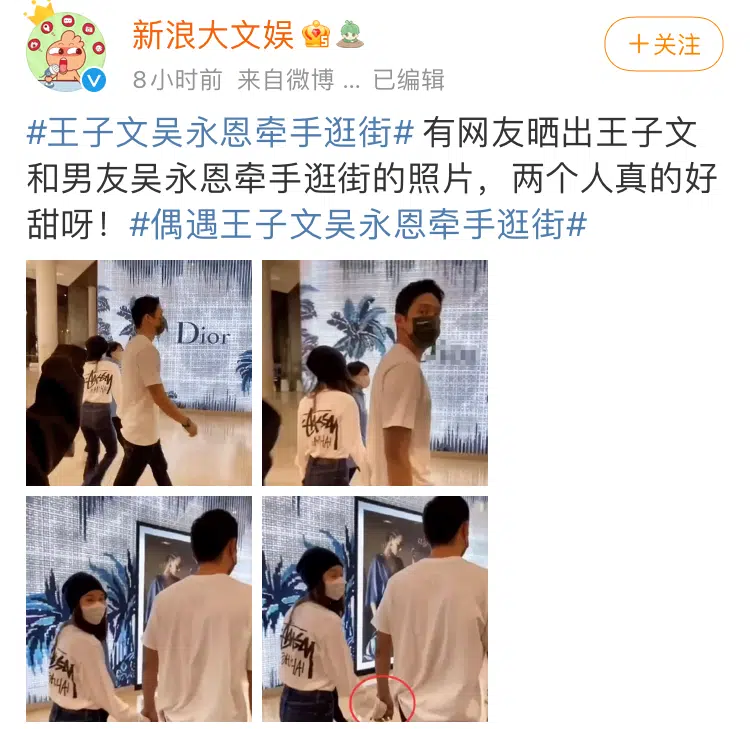 新浪大文娱
+关注
8小时前 来自微博 ... 已编辑
#王子文吴永恩牵手逛街# 有网友晒出王子文
和男友吴永恩牵手逛街的照片，两个人真的好
甜呀！#偶遇王子文吴永恩牵手逛街#
Dior